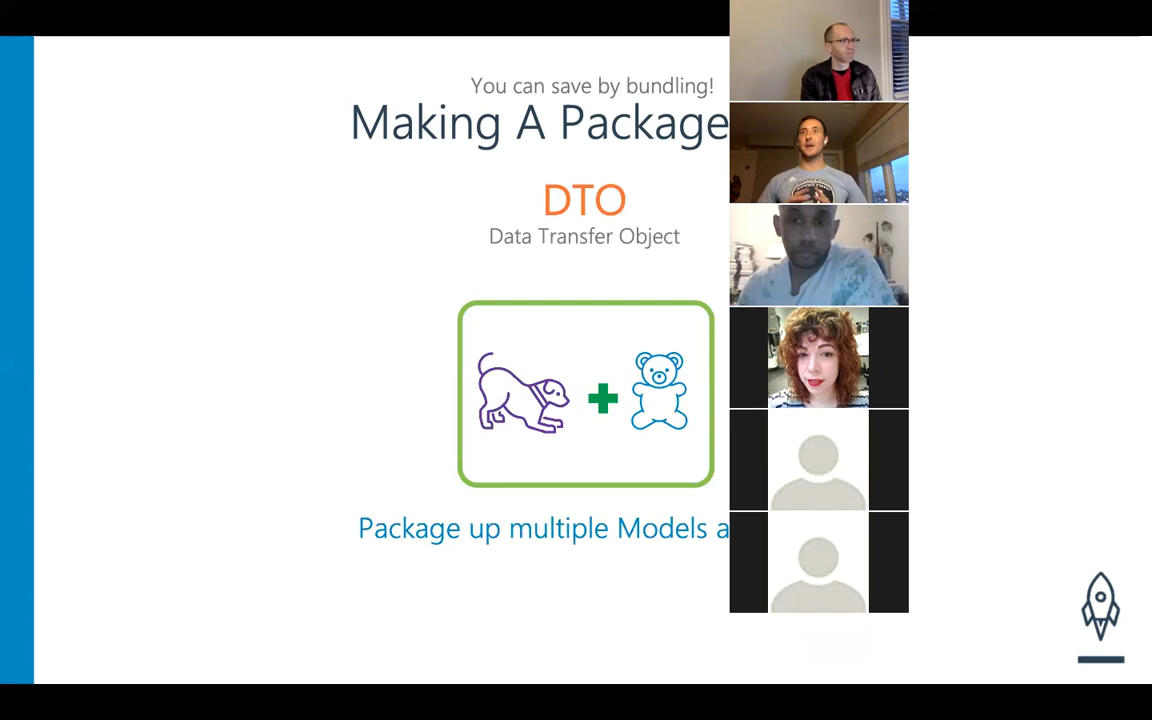 You can save by bundling!
Making A Package
DTO
Data Transfer Object
Package up multiple Models a